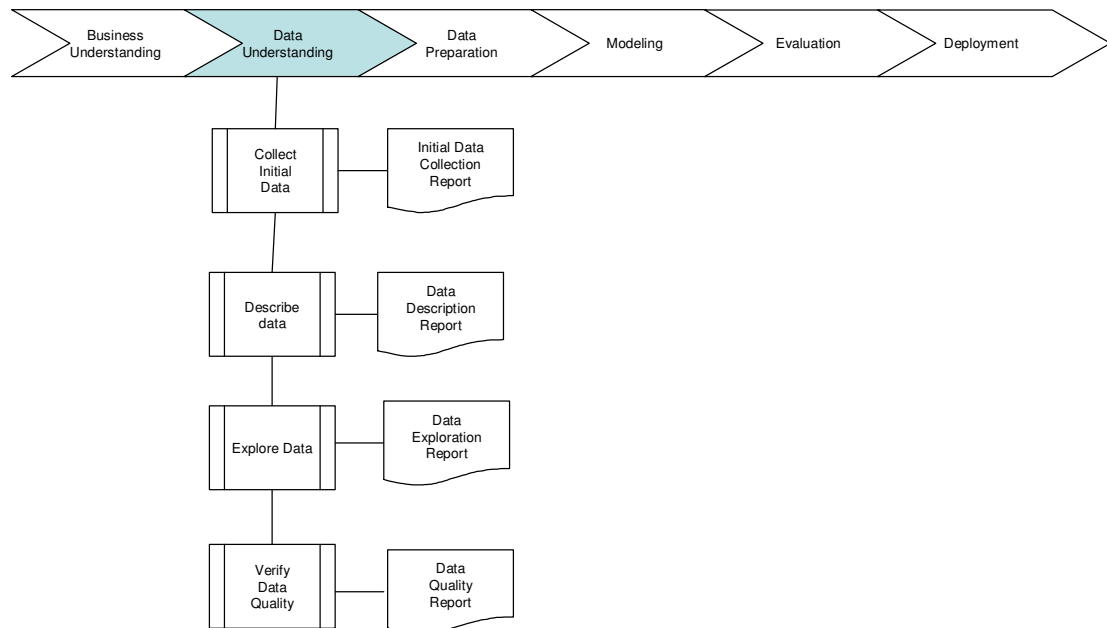 Business
Understanding
Data
Understanding
Data
Preparation
Modeling
Evaluation
Deployment
Collect
Initial
Data
Initial Data
Collection
Report
Describe
data
Data
Description
Report
Explore Data
Data
Exploration
Report
Verify
Data
Quality
Data
Quality
Report